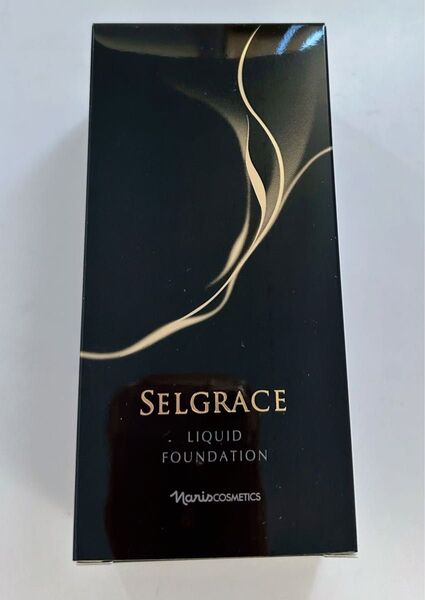 SELGRACE
LIQUID
FOUNDATION
NarisCOSMETICS